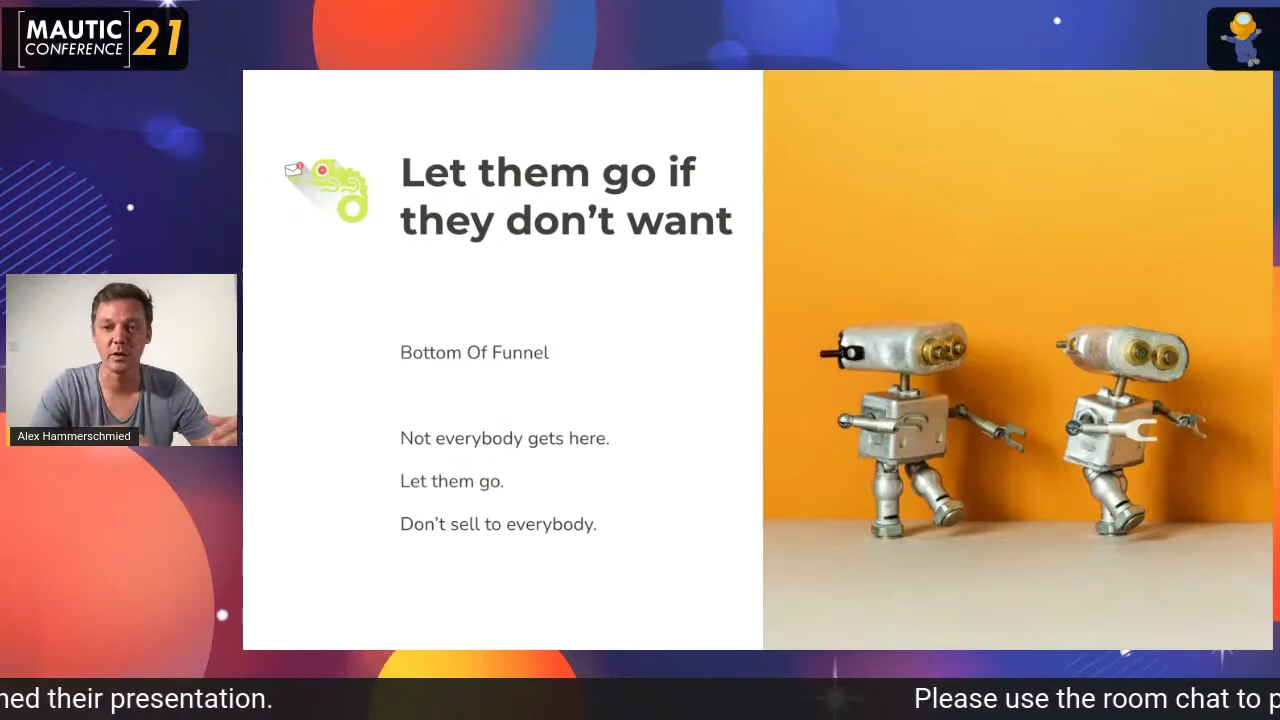 MAUTIC
CONFERENCE 21
Let them go if
they don’t want
Bottom Of Funnel
Not everybody gets here.
Let them go.
Don’t sell to everybody.
Alex Hammerschmied
their presentation.
Please use the room chat to